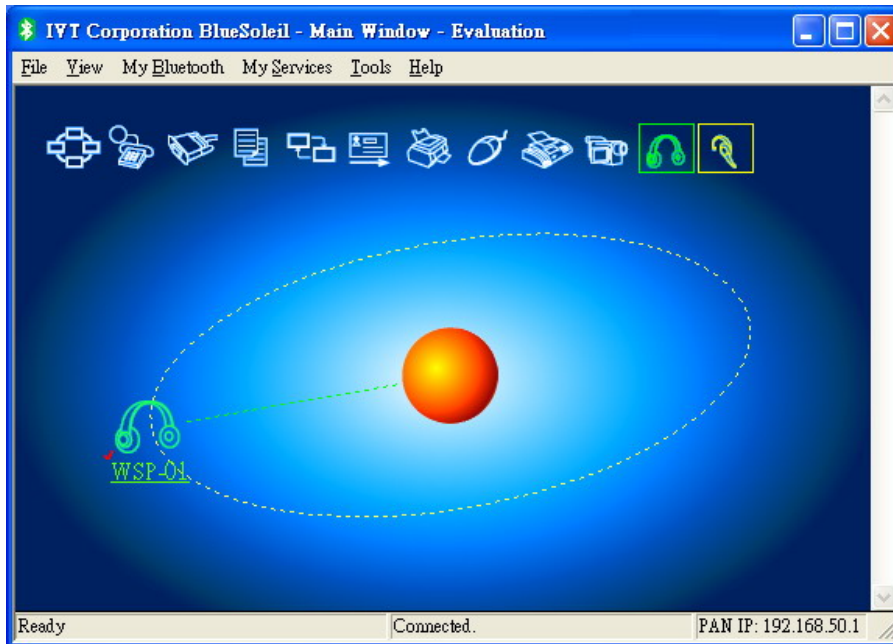 IVT Corporation BlueSoleil - Main Window - Evaluation
File View My Bluetooth My Services Tools Help
WSP-01
Ready Connected. PAN IP: 192.168.50.1